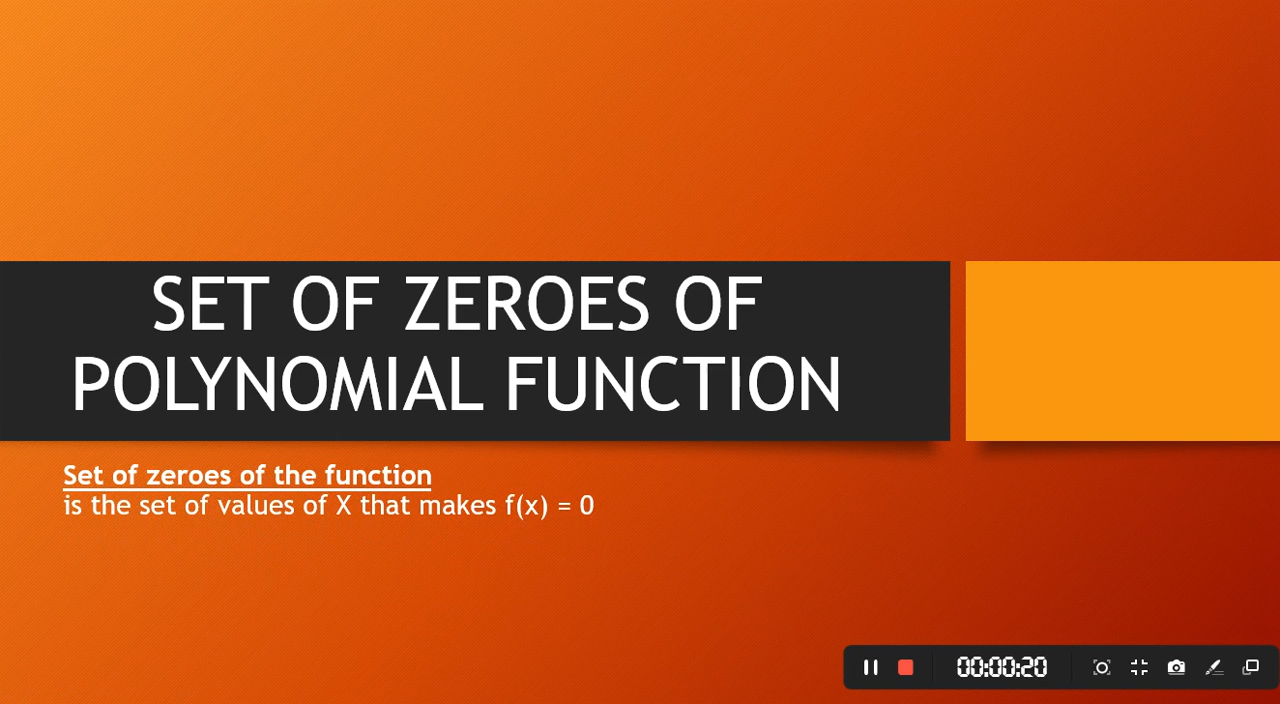 SET OF ZEROES OF
POLYNOMIAL FUNCTION
Set of zeroes of the function
is the set of values of X that makes f(x) = 0
00:00:20